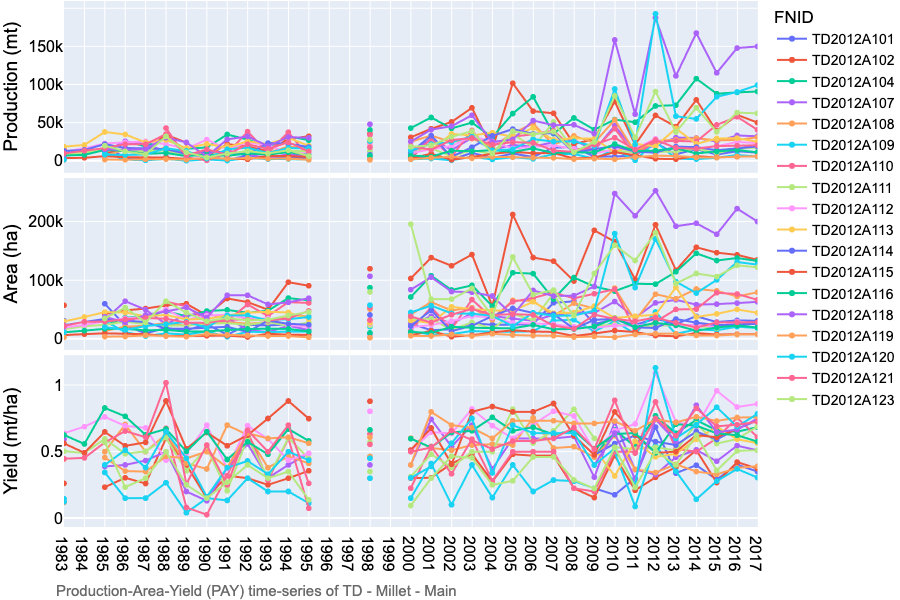 FNID
TD2012A101
TD2012A102
TD2012A104
TD2012A107
TD2012A108
TD2012A109
TD2012A110
TD2012A111
TD2012A112
TD2012A113
TD2012A114
TD2012A115
TD2012A116
TD2012A118
TD2012A119
TD2012A120
TD2012A121
TD2012A123
Production (mt)
150k
100k
50k
0
Area (ha)
200k
100k
0
Yield (mt/ha)
1
0.5
0
1983 1984 1985 1986 1987 1988 1989 1990 1991 1992 1993 1994 1995 1996 1997 1998 1999 2000 2001 2002 2003 2004 2005 2006 2007 2008 2009 2010 2011 2012 2013 2014 2015 2016 2017
Production-Area-Yield (PAY) time-series of TD - Millet - Main